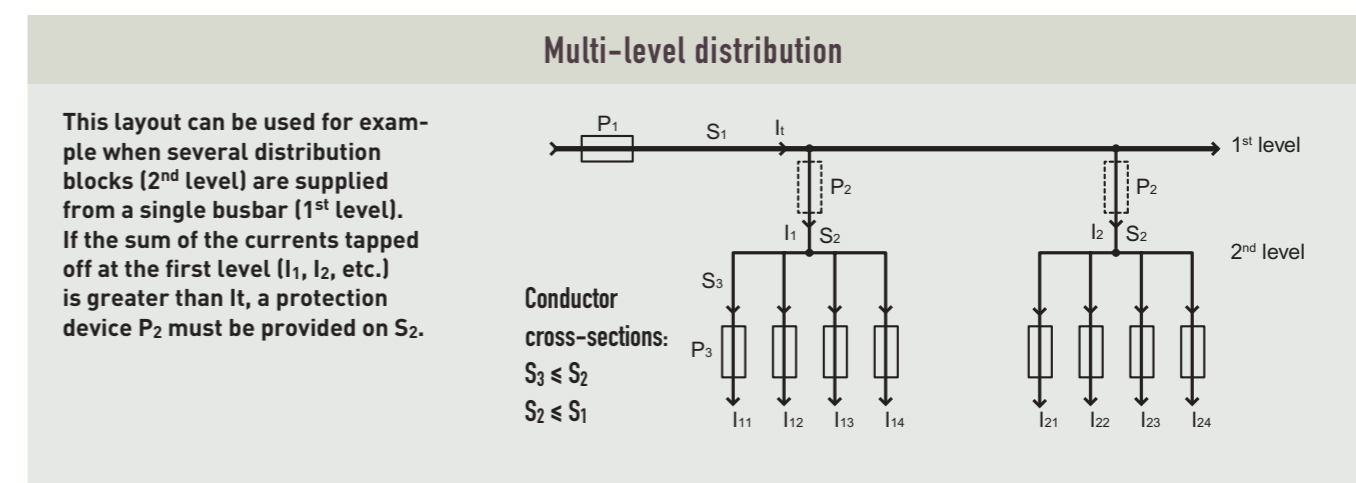 Multi-level distribution
This layout can be used for exam-
ple when several distribution
blocks (2nd level) are supplied
from a single busbar (1st level).
If the sum of the currents tapped
off at the first level (I1, I2, etc.)
is greater than It, a protection
device P2 must be provided on S2.
Conductor
cross-sections:
S3 ⩽ S2
S2 ⩽ S1
P1 S1 It 1st level
P2 P2
I1 S2 I2 S2 2nd level
S3
P3
I11 I12 I13 I14 I21 I22 I23 I24